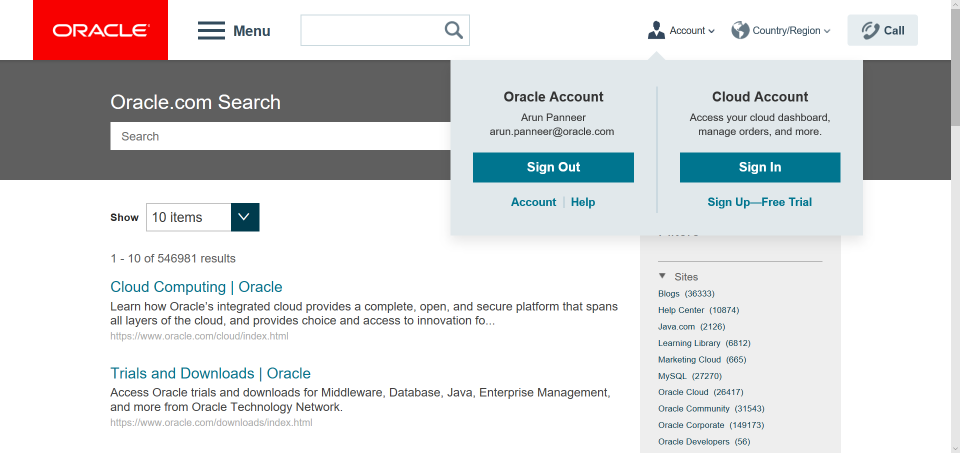 ORACLE
Menu
Account
Country/Region
Call
Oracle Account
Arun Panneer
arun.panneer@oracle.com
Sign Out
Account | Help
Cloud Account
Access your cloud dashboard,
manage orders, and more.
Sign In
Sign Up—Free Trial
Oracle.com Search
Search
Show
10 items
1 - 10 of 546981 results
Cloud Computing | Oracle
Learn how Oracle's integrated cloud provides a complete, open, and secure platform that spans
all layers of the cloud, and provides choice and access to innovation fo...
https://www.oracle.com/cloud/index.html
Trials and Downloads | Oracle
Access Oracle trials and downloads for Middleware, Database, Java, Enterprise Management,
and more from Oracle Technology Network.
https://www.oracle.com/downloads/index.html
Sites
Blogs (36333)
Help Center (10874)
Java.com (2126)
Learning Library (6812)
Marketing Cloud (665)
MySQL (27270)
Oracle Cloud (26417)
Oracle Community (31543)
Oracle Corporate (149173)
Oracle Developers (56)